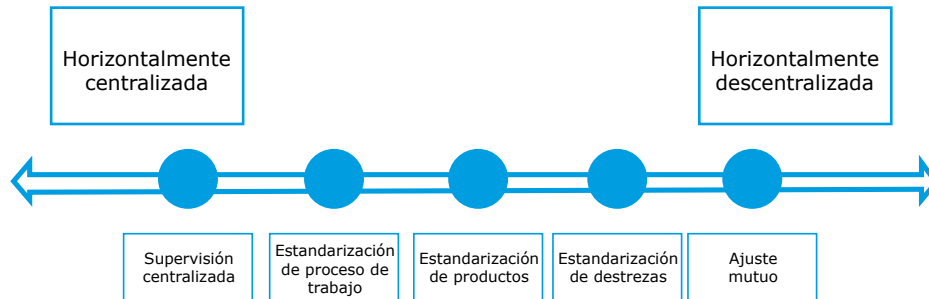 Horizontalmente
centralizada
Horizontalmente
descentralizada
Supervisión
centralizada
Estandarización
de proceso de
trabajo
Estandarización
de productos
Estandarización
de destrezas
Ajuste
mutuo